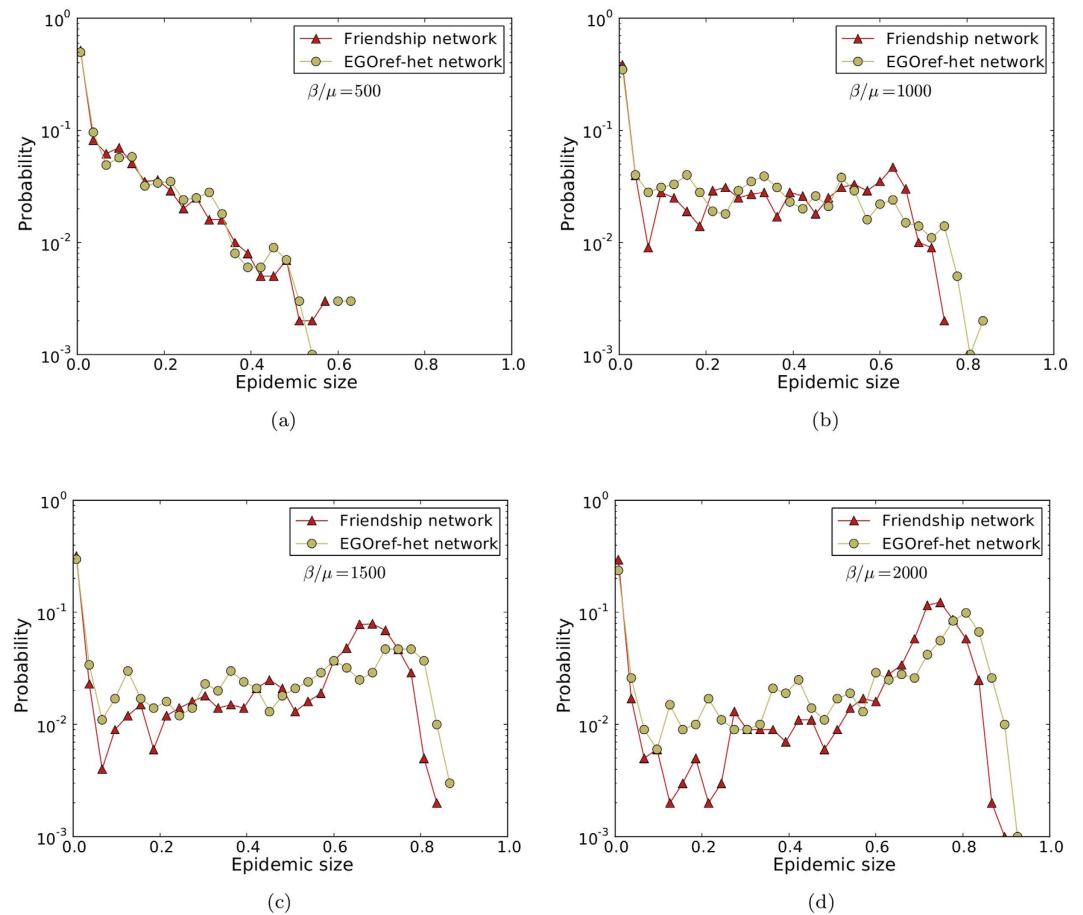 Friendship network
EGOref-het network
β/μ=500
10^0
10^-1
10^-2
10^-3
Probability
0.0 0.2 0.4 0.6 0.8 1.0
Epidemic size
(a)
Friendship network
EGOref-het network
β/μ=1000
10^0
10^-1
10^-2
10^-3
Probability
0.0 0.2 0.4 0.6 0.8 1.0
Epidemic size
(b)
Friendship network
EGOref-het network
β/μ=1500
10^0
10^-1
10^-2
10^-3
Probability
0.0 0.2 0.4 0.6 0.8 1.0
Epidemic size
(c)
Friendship network
EGOref-het network
β/μ=2000
10^0
10^-1
10^-2
10^-3
Probability
0.0 0.2 0.4 0.6 0.8 1.0
Epidemic size
(d)